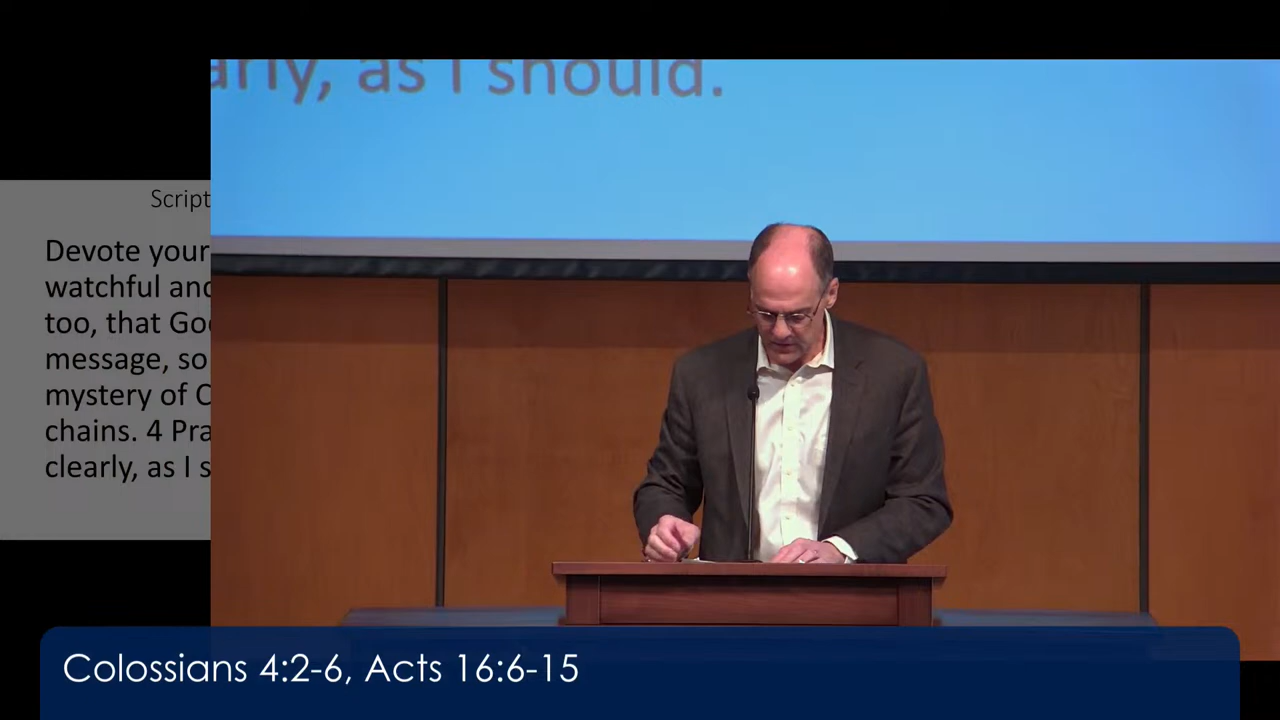 arly, as I should.
Script
Devote your
watchful and
too, that Go
message, so
mystery of C
chains. 4 Pra
clearly, as I s
Colossians 4:2-6, Acts 16:6-15